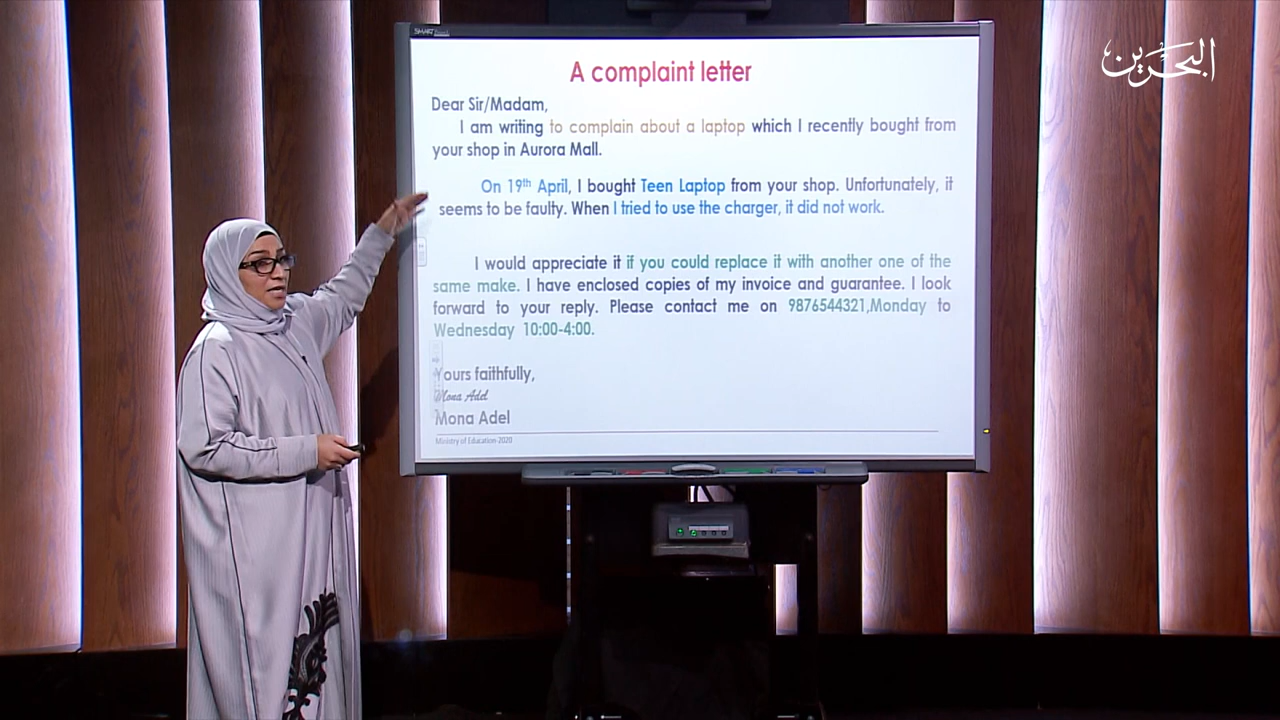 SMART
البحرين
A complaint letter
Dear Sir/Madam,
I am writing to complain about a laptop which I recently bought from
your shop in Aurora Mall.
On 19th April, I bought Teen Laptop from your shop. Unfortunately, it
seems to be faulty. When I tried to use the charger, it did not work.
I would appreciate it if you could replace it with another one of the
same make. I have enclosed copies of my invoice and guarantee. I look
forward to your reply. Please contact me on 9876544321,Monday to
Wednesday 10:00-4:00.
Yours faithfully,
Mona Adel
Mona Adel
Ministry of Education-2020